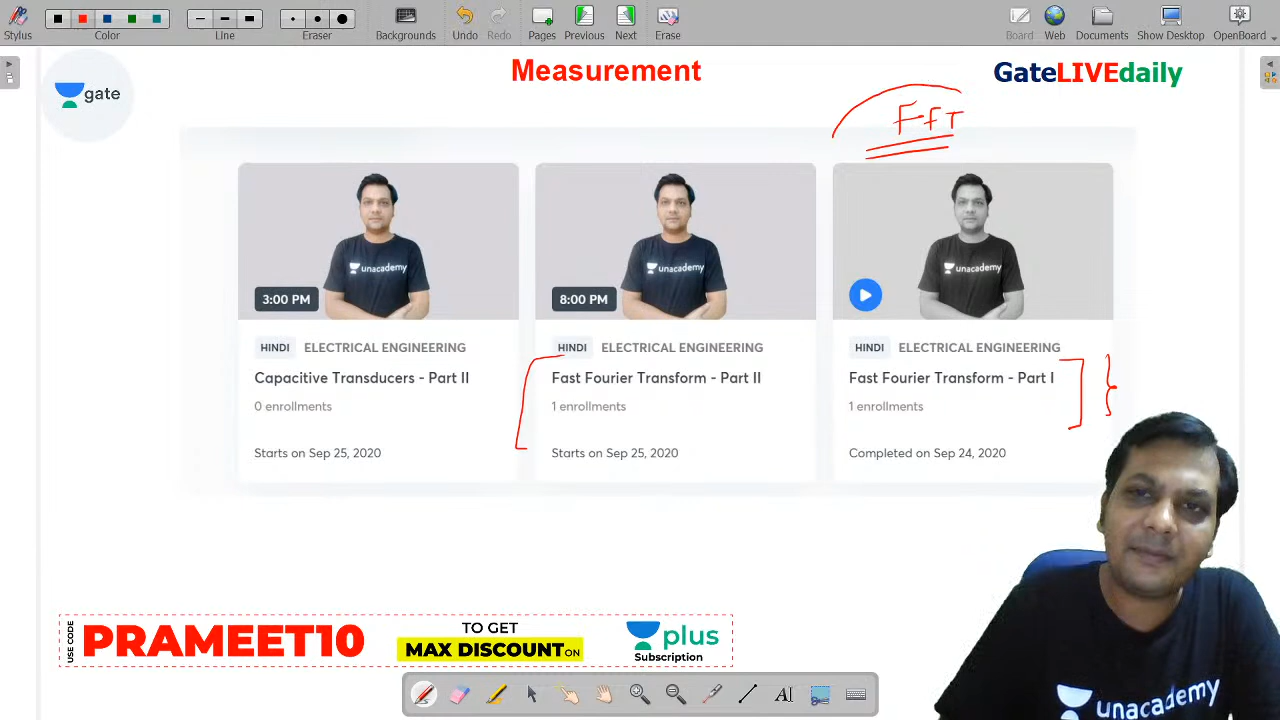 Stylus
Color
Line
Eraser
Backgrounds
Undo
Redo
Pages
Previous
Next
Erase
Board
Web
Documents
Show Desktop
OpenBoard
gate
Measurement
GateLIVEdaily
FFT
unacademy
unacademy
unacademy
3:00 PM
8:00 PM
HINDI ELECTRICAL ENGINEERING
HINDI ELECTRICAL ENGINEERING
HINDI ELECTRICAL ENGINEERING
Capacitive Transducers - Part II
Fast Fourier Transform - Part II
Fast Fourier Transform - Part I
0 enrollments
1 enrollments
1 enrollments
Starts on Sep 25, 2020
Starts on Sep 25, 2020
Completed on Sep 24, 2020
USE CODE
PRAMEET10
TO GET
MAX DISCOUNT ON
plus
Subscription
AI
unacademy